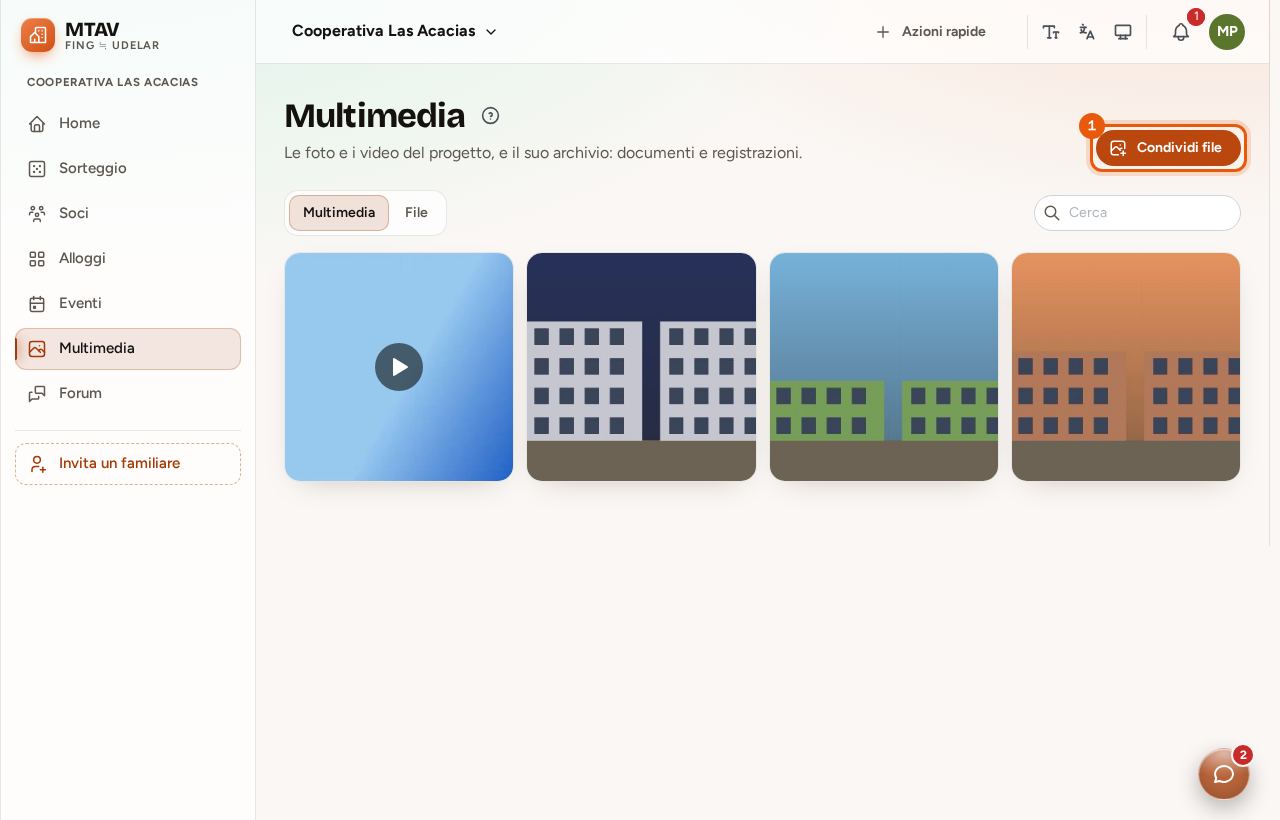 MTAV
FING ≒ UDELAR
COOPERATIVA LAS ACACIAS
Home
Sorteggio
Soci
Alloggi
Eventi
Multimedia
Forum
Invita un familiare
Cooperativa Las Acacias
Azioni rapide
1
MP
Multimedia
Le foto e i video del progetto, e il suo archivio: documenti e registrazioni.
1
Condividi file
Multimedia File
Cerca
2